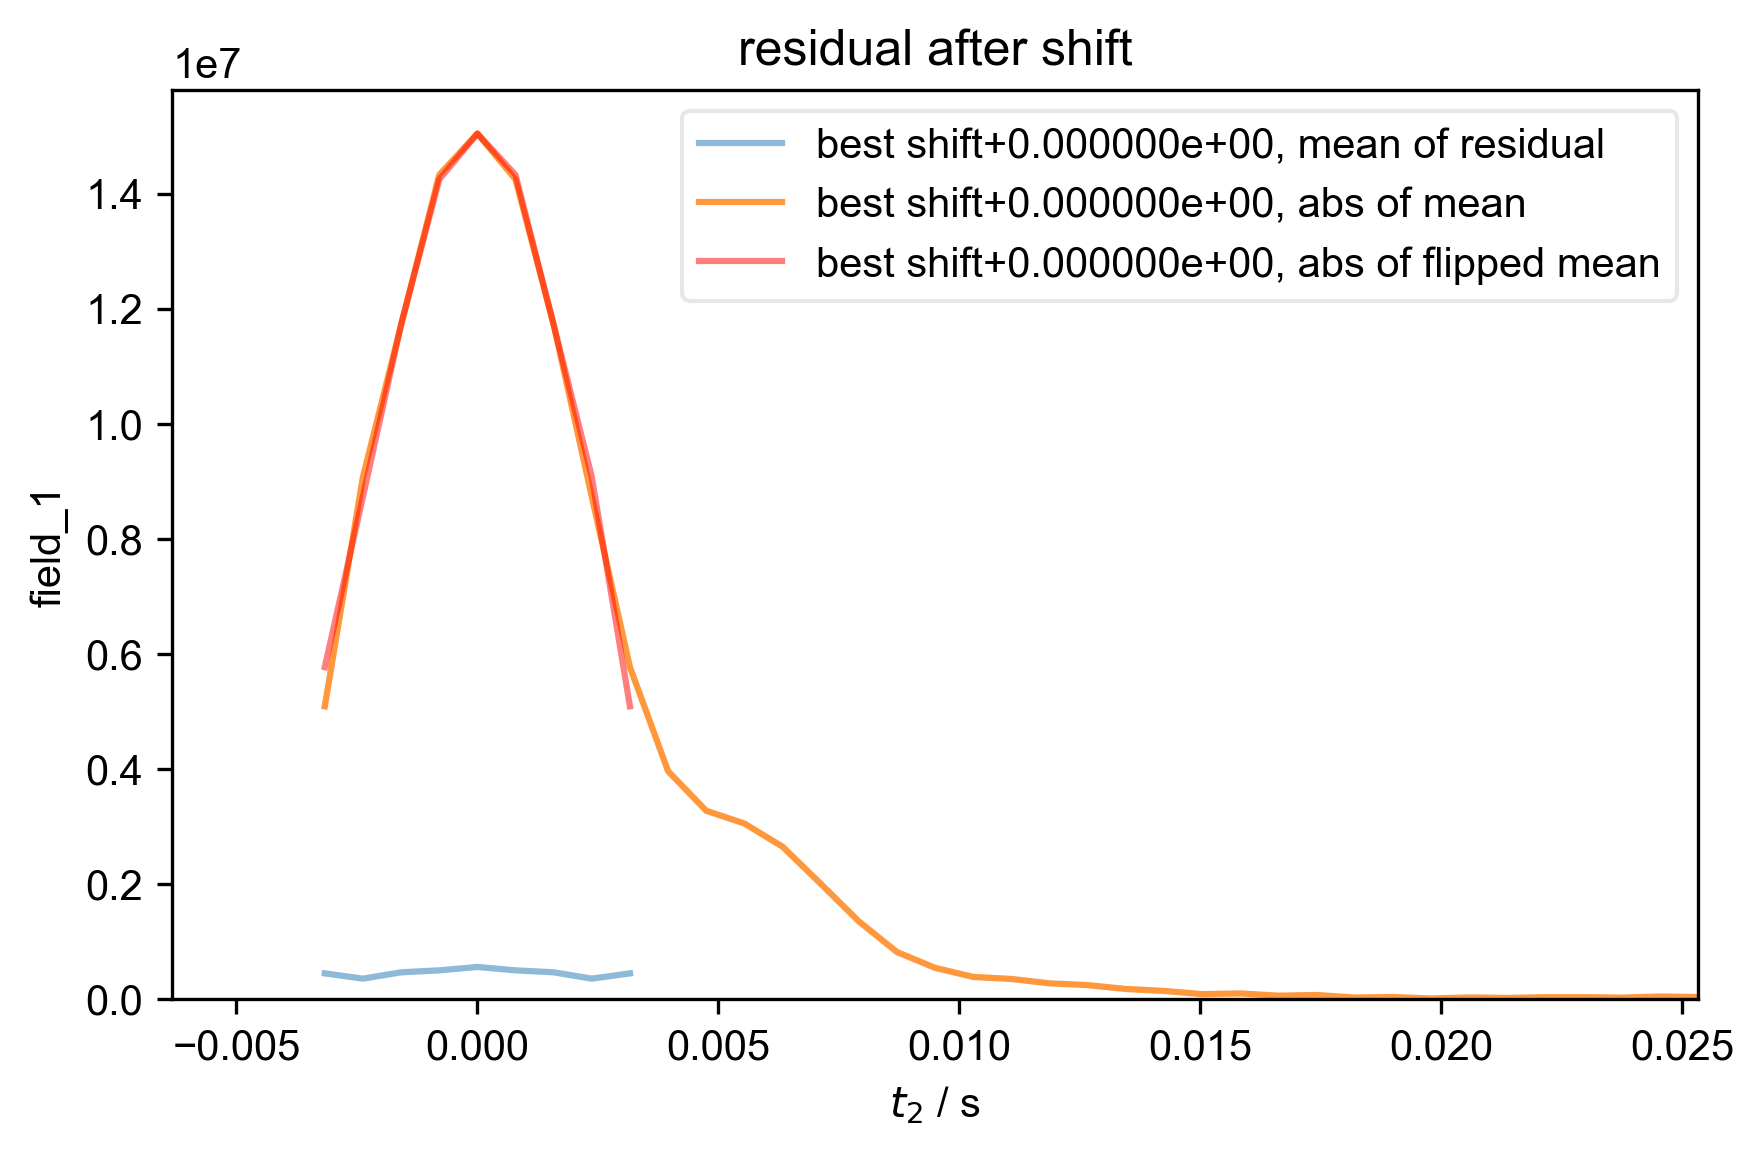 residual after shift
1e7
best shift+0.000000e+00, mean of residual
best shift+0.000000e+00, abs of mean
best shift+0.000000e+00, abs of flipped mean
1.4
1.2
1.0
0.8
0.6
0.4
0.2
0.0
field_1
−0.005 0.000 0.005 0.010 0.015 0.020 0.025
t₂ / s